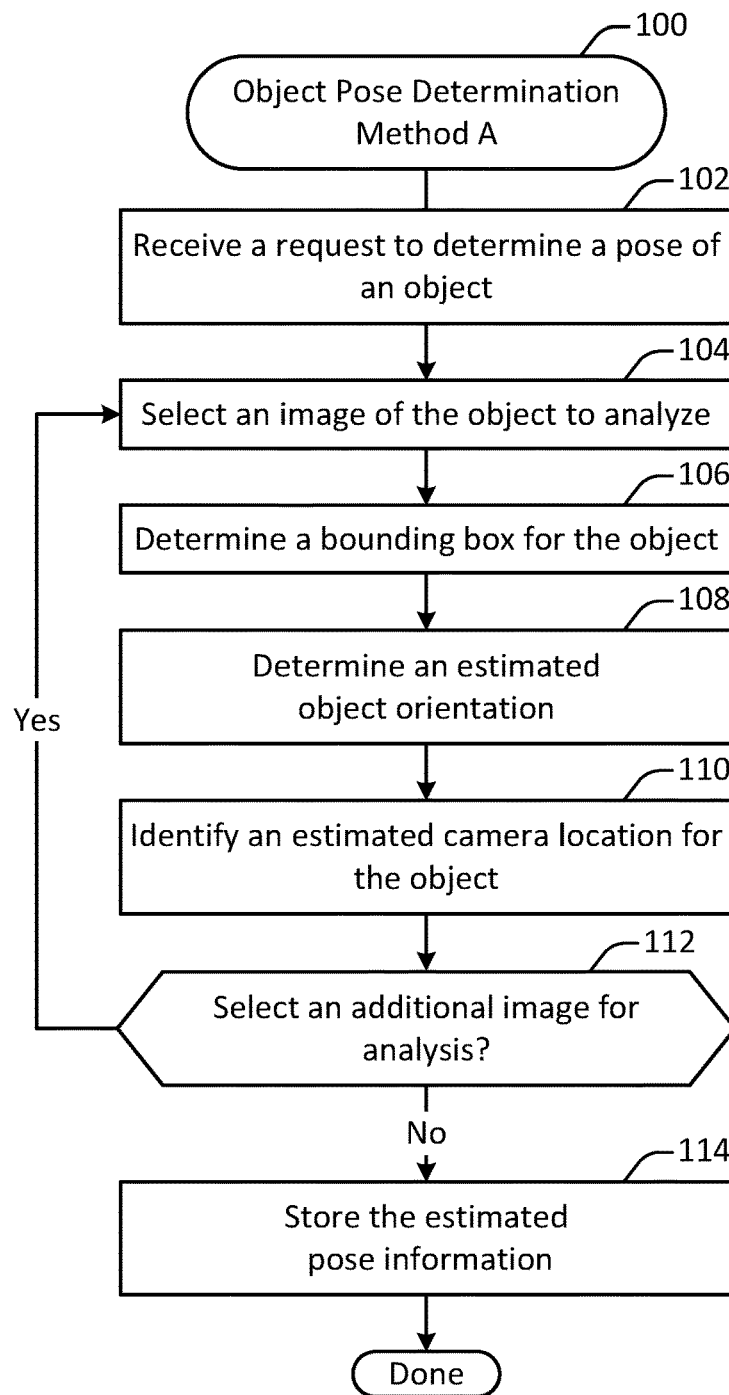 100
Object Pose Determination
Method A
102
Receive a request to determine a pose of
an object
104
Select an image of the object to analyze
106
Determine a bounding box for the object
108
Determine an estimated
object orientation
Yes
110
Identify an estimated camera location for
the object
112
Select an additional image for
analysis?
No
114
Store the estimated
pose information
Done